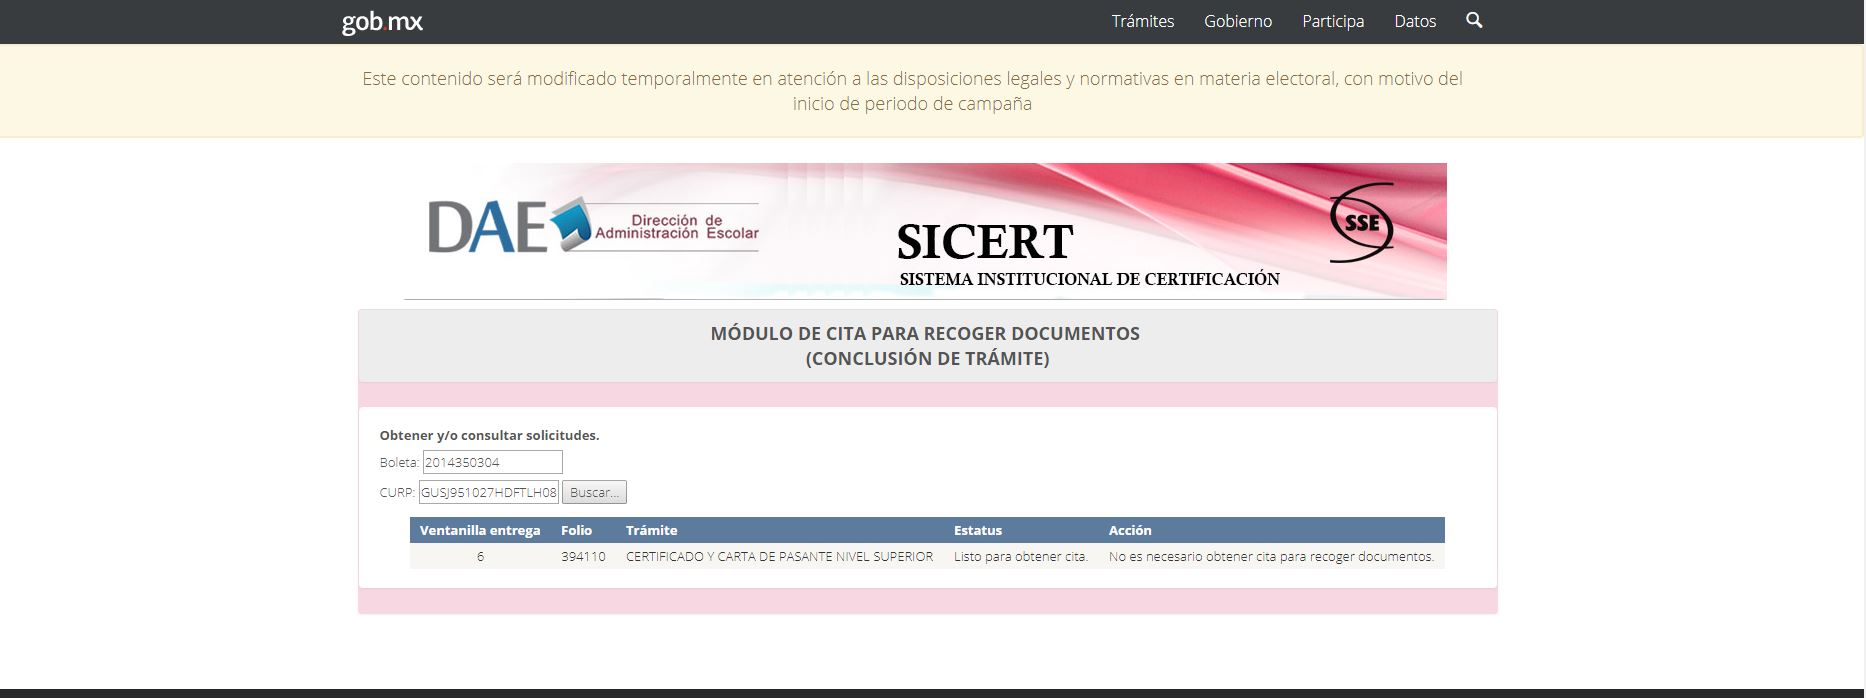 gob.mx
Trámites Gobierno Participa Datos
Este contenido será modificado temporalmente en atención a las disposiciones legales y normativas en materia electoral, con motivo del
inicio de periodo de campaña
DAE Dirección de
Administración Escolar
SICERT
SISTEMA INSTITUCIONAL DE CERTIFICACIÓN
SSE
MÓDULO DE CITA PARA RECOGER DOCUMENTOS
(CONCLUSIÓN DE TRÁMITE)
Obtener y/o consultar solicitudes.
Boleta: 2014350304
CURP: GUSJ951027HDFTLH08 Buscar...
Ventanilla entrega Folio Trámite Estatus Acción
6 394110 CERTIFICADO Y CARTA DE PASANTE NIVEL SUPERIOR Listo para obtener cita. No es necesario obtener cita para recoger documentos.